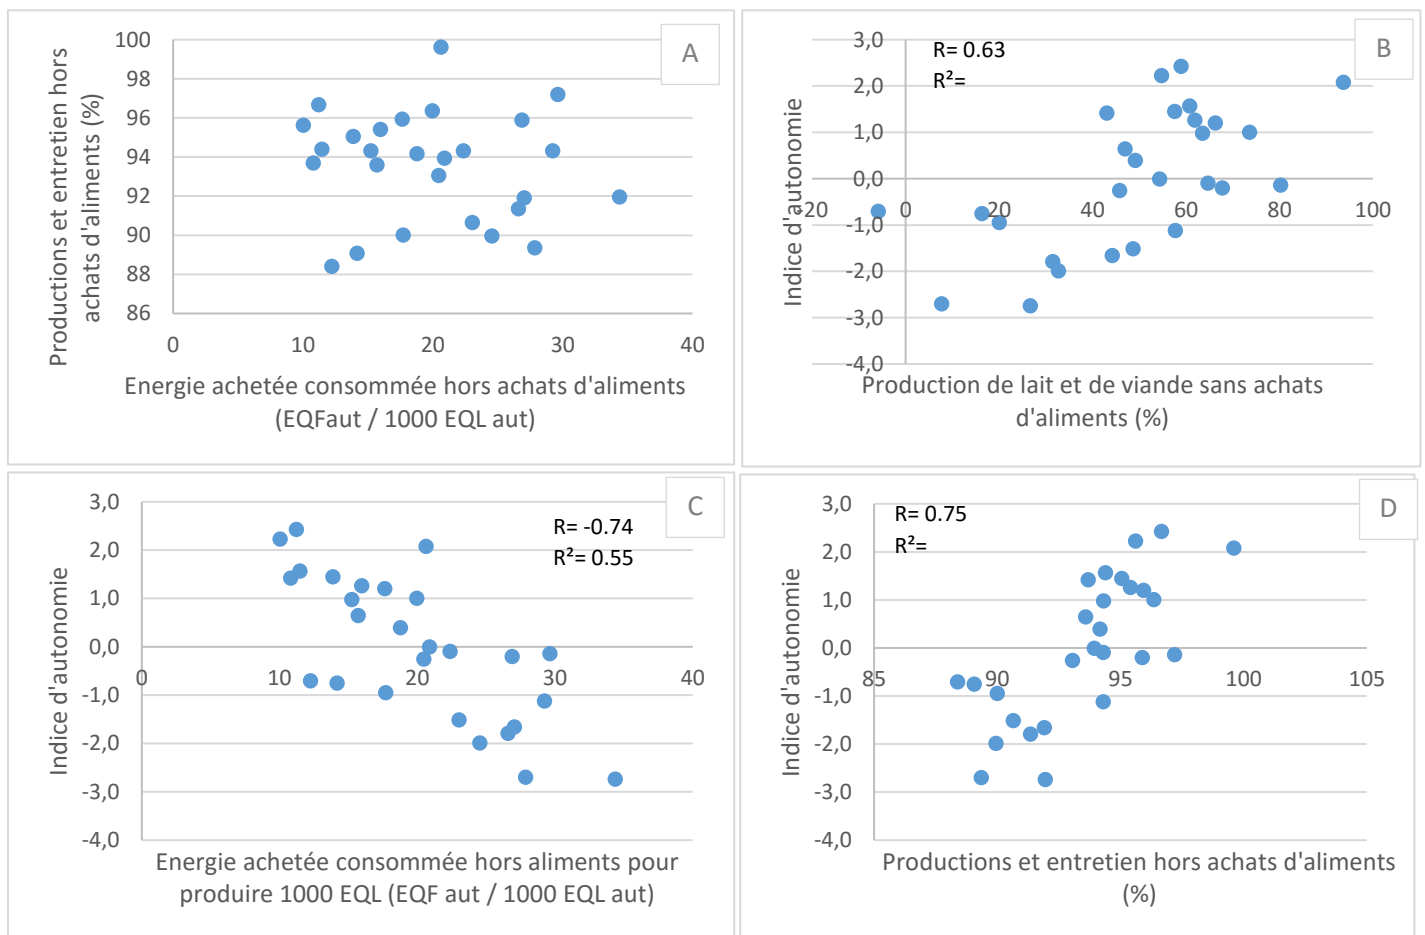 A
Productions et entretien hors
achats d'aliments (%)
100
98
96
94
92
90
88
86
0
10
20
30
40
Energie achetée consommée hors achats d'aliments
(EQFaut / 1000 EQL aut)
B
R= 0.63
R²=
Indice d'autonomie
3,0
2,0
1,0
0,0
-1,0
-2,0
-3,0
-4,0
-20
0
20
40
60
80
100
Production de lait et de viande sans achats
d'aliments (%)
C
R= -0.74
R²= 0.55
Indice d'autonomie
3,0
2,0
1,0
0,0
-1,0
-2,0
-3,0
-4,0
0
10
20
30
40
Energie achetée consommée hors aliments pour
produire 1000 EQL (EQF aut / 1000 EQL aut)
D
R= 0.75
R²=
Indice d'autonomie
3,0
2,0
1,0
0,0
-1,0
-2,0
-3,0
-4,0
85
90
95
100
105
Productions et entretien hors achats d'aliments
(%)